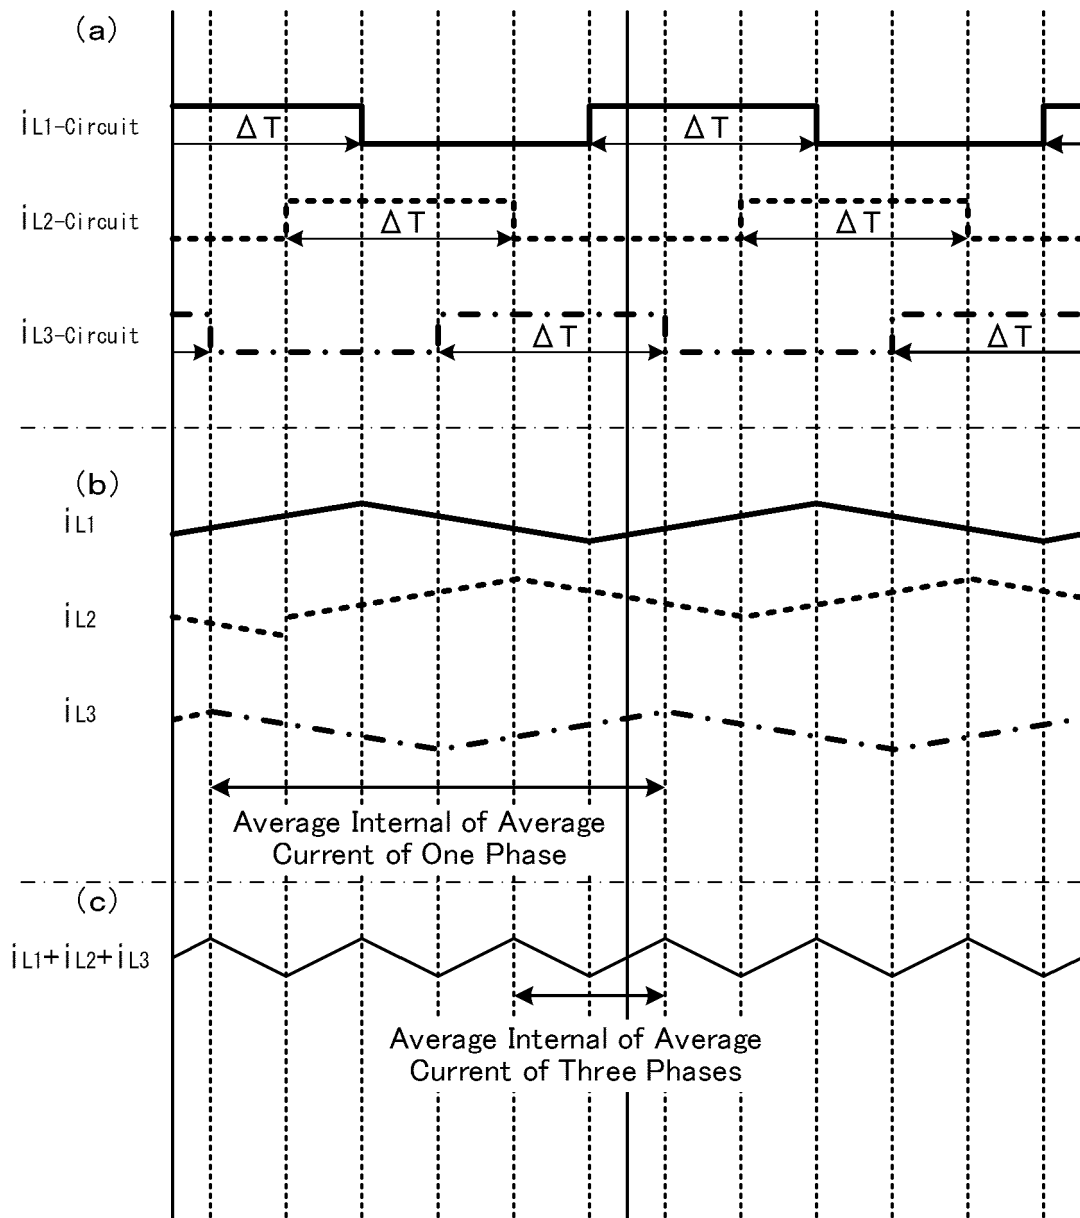 (a)
iL1-Circuit
ΔT
ΔT
iL2-Circuit
ΔT
ΔT
iL3-Circuit
ΔT
ΔT
(b)
iL1
iL2
iL3
Average Internal of Average
Current of One Phase
(c)
iL1+iL2+iL3
Average Internal of Average
Current of Three Phases